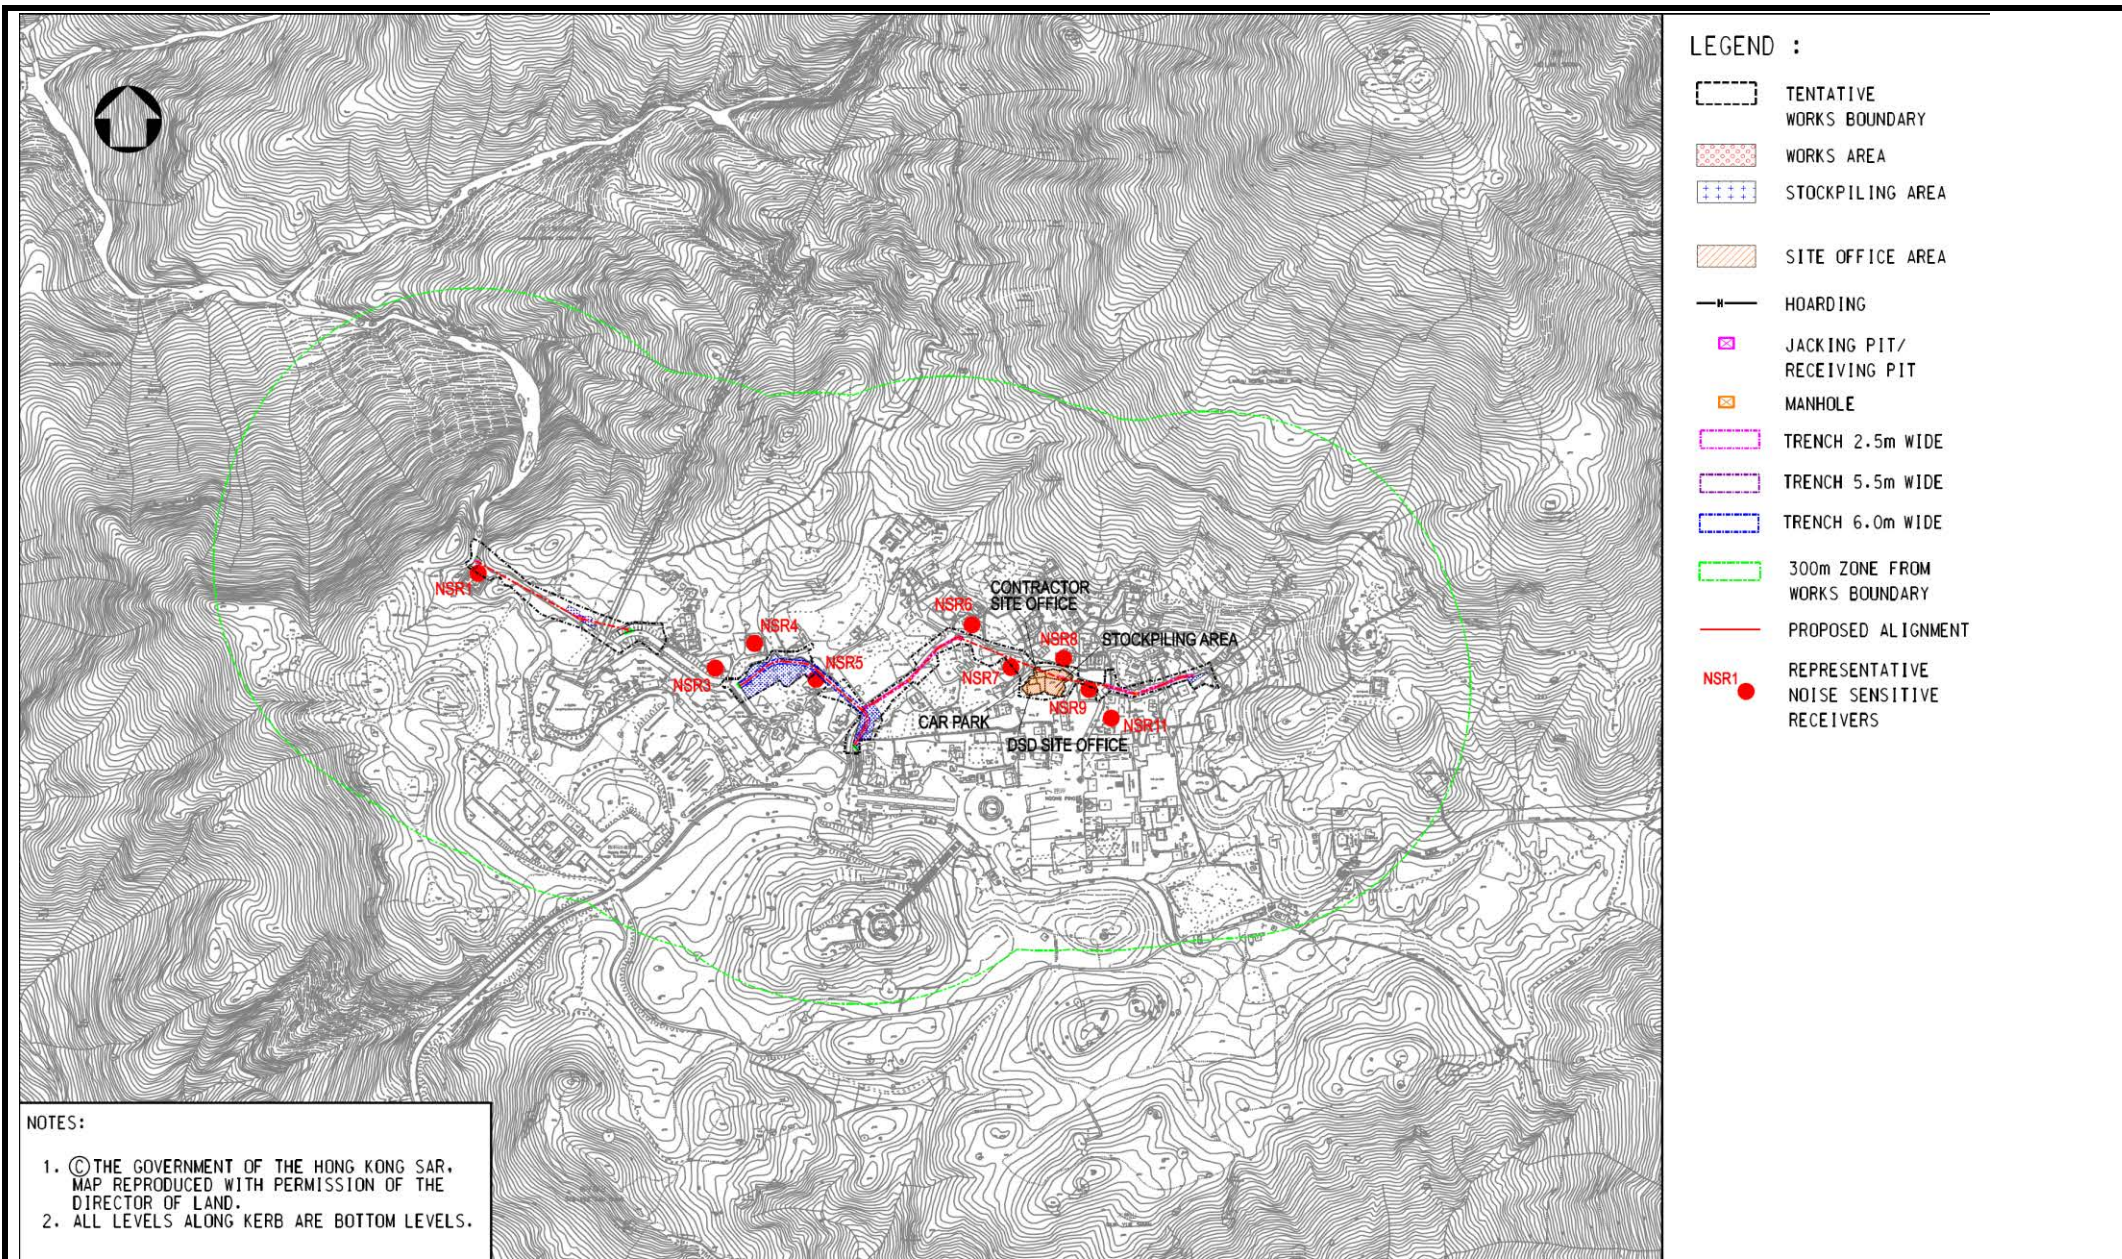 LEGEND :
TENTATIVE
WORKS BOUNDARY
WORKS AREA
STOCKPILING AREA
SITE OFFICE AREA
HOARDING
JACKING PIT/
RECEIVING PIT
MANHOLE
TRENCH 2.5m WIDE
TRENCH 5.5m WIDE
TRENCH 6.0m WIDE
300m ZONE FROM
WORKS BOUNDARY
PROPOSED ALIGNMENT
NSR1
REPRESENTATIVE
NOISE SENSITIVE
RECEIVERS
NSR1
NSR3
NSR4
NSR5
NSR6
CONTRACTOR
SITE OFFICE
NSR7
NSR8
STOCKPILING AREA
NSR9
NSR11
CAR PARK
DSD SITE OFFICE
NGONG PING
NOTES:
1. ©THE GOVERNMENT OF THE HONG KONG SAR.
MAP REPRODUCED WITH PERMISSION OF THE
DIRECTOR OF LAND.
2. ALL LEVELS ALONG KERB ARE BOTTOM LEVELS.